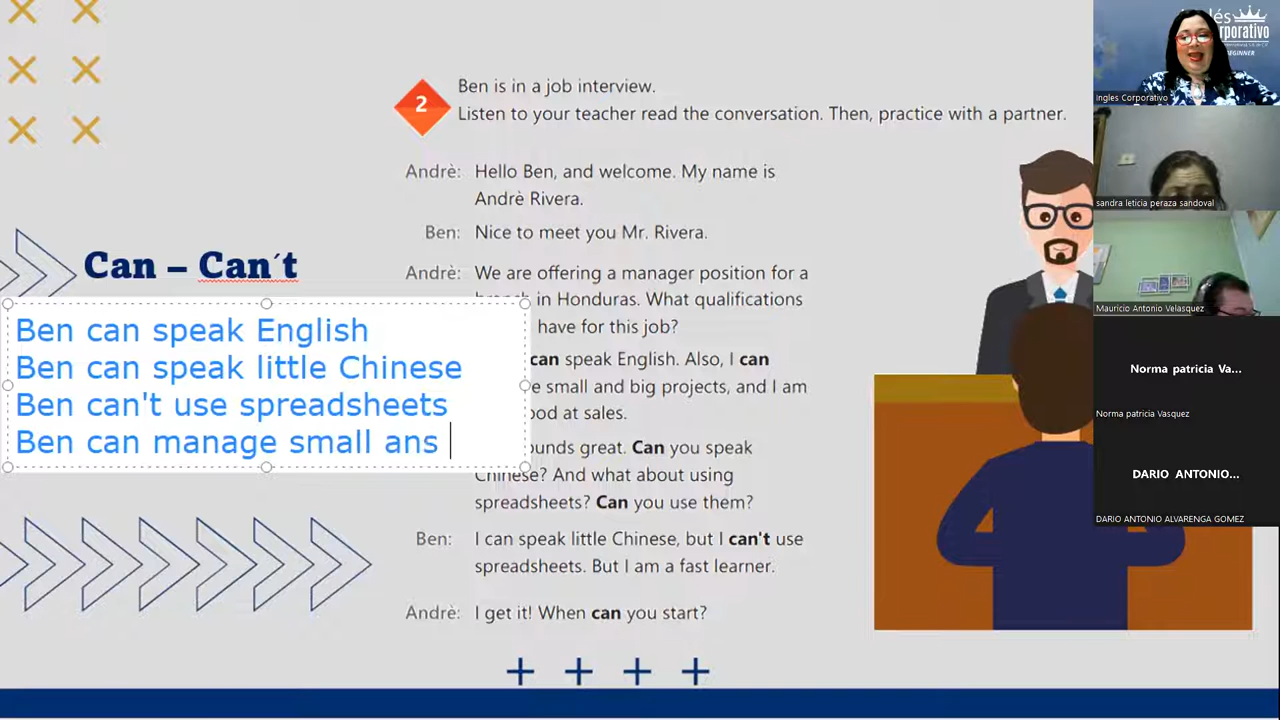 2
Ben is in a job interview.
Listen to your teacher read the conversation. Then, practice with a partner.
Andrè: Hello Ben, and welcome. My name is
Andrè Rivera.
Ben: Nice to meet you Mr. Rivera.
Andrè: We are offering a manager position for a
in Honduras. What qualifications
have for this job?
can speak English. Also, I can
small and big projects, and I am
at sales.
great. Can you speak
Chinese? And what about using
spreadsheets? Can you use them?
Ben: I can speak little Chinese, but I can't use
spreadsheets. But I am a fast learner.
Andrè: I get it! When can you start?
Can – Can´t
Ben can speak English
Ben can speak little Chinese
Ben can't use spreadsheets
Ben can manage small ans
Ingles Corporativo
sandra leticia peraza sandoval
Mauricio Antonio Velasquez
Norma patricia Va...
Norma patricia Vasquez
DARIO ANTONIO...
DARIO ANTONIO ALVARENGA GOMEZ